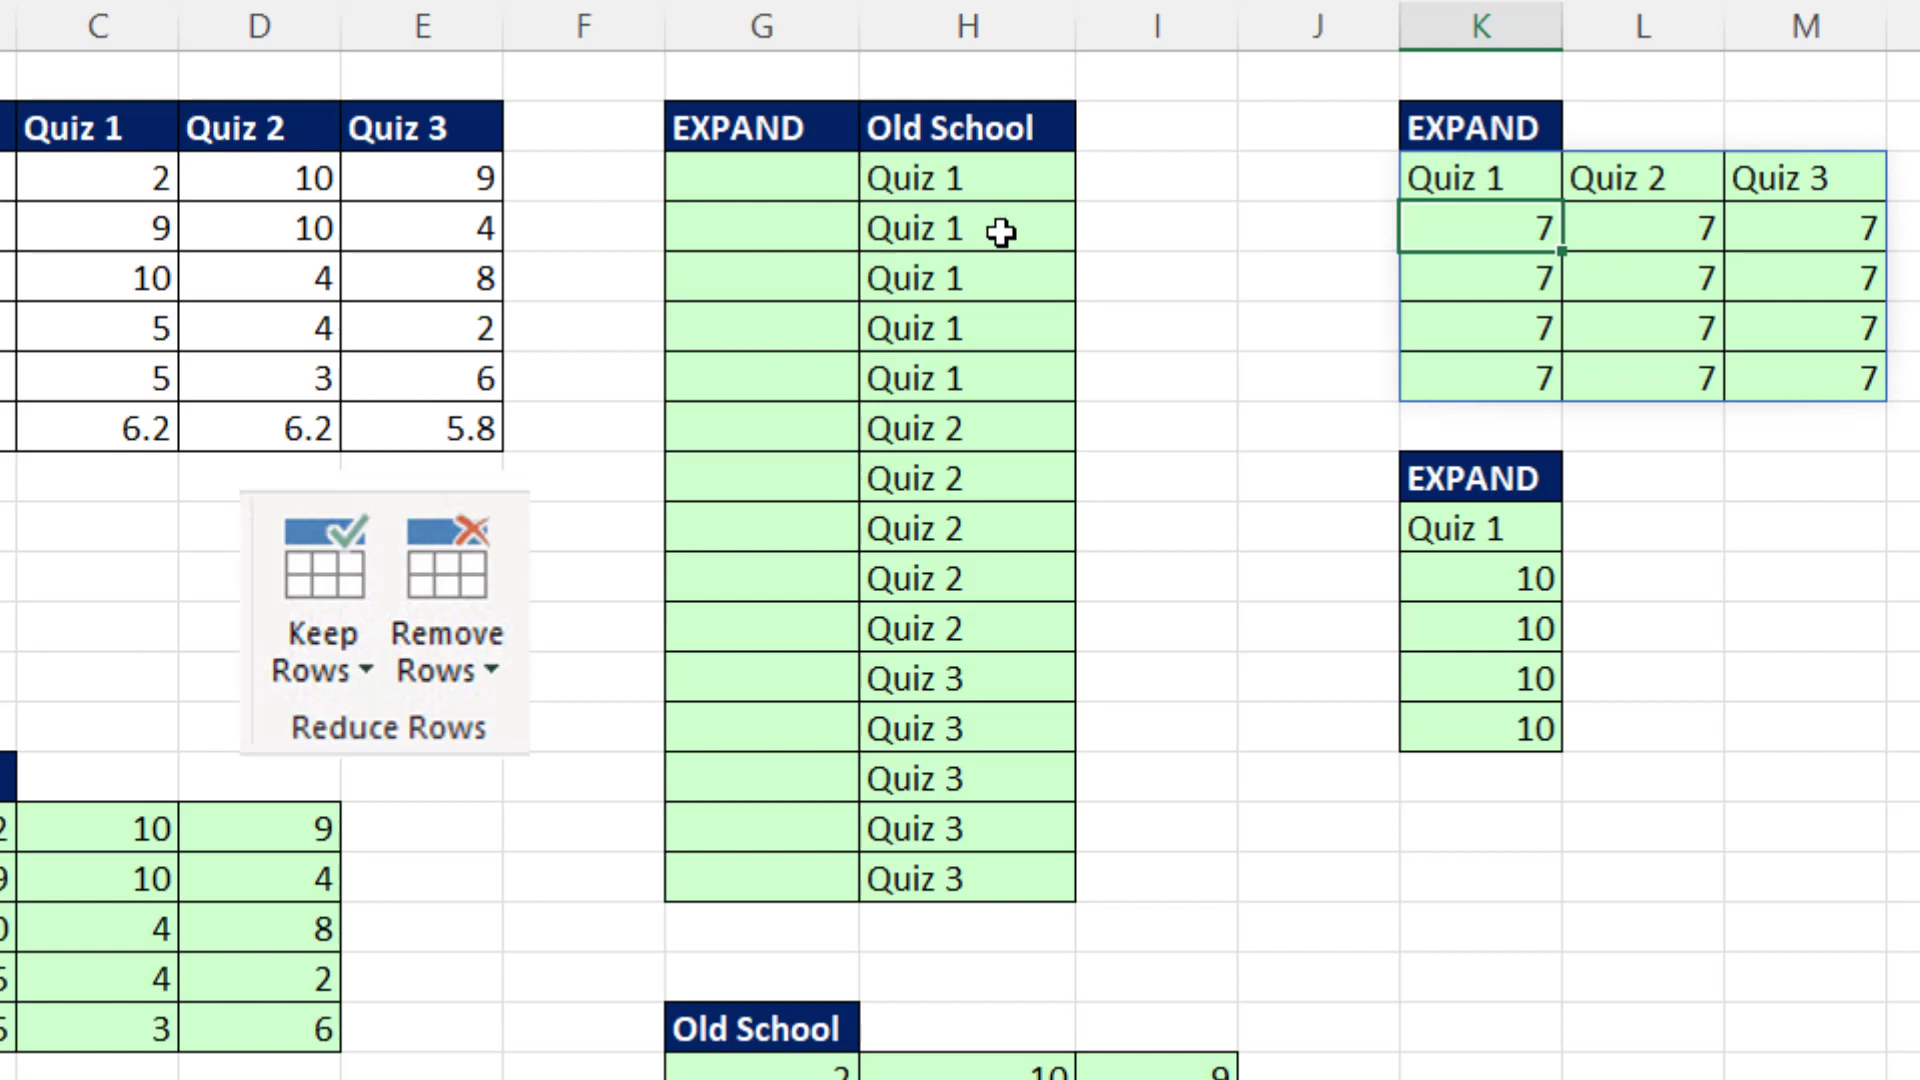 C D E F G H I J K L M
Quiz 1 Quiz 2 Quiz 3 EXPAND Old School EXPAND
2 10 9 Quiz 1 Quiz 1 Quiz 2 Quiz 3
9 10 4 Quiz 1 7 7 7
10 4 8 Quiz 1 7 7 7
5 4 2 Quiz 1 7 7 7
5 3 6 Quiz 1 7 7 7
6.2 6.2 5.8 Quiz 2
Quiz 2 EXPAND
Quiz 2 Quiz 1
Quiz 2 10
Keep Remove Quiz 2 10
Rows Rows Quiz 3 10
Reduce Rows Quiz 3 10
Quiz 3
10 9 Quiz 3
10 4 Quiz 3
4 8
4 2
3 6 Old School
2 10 9